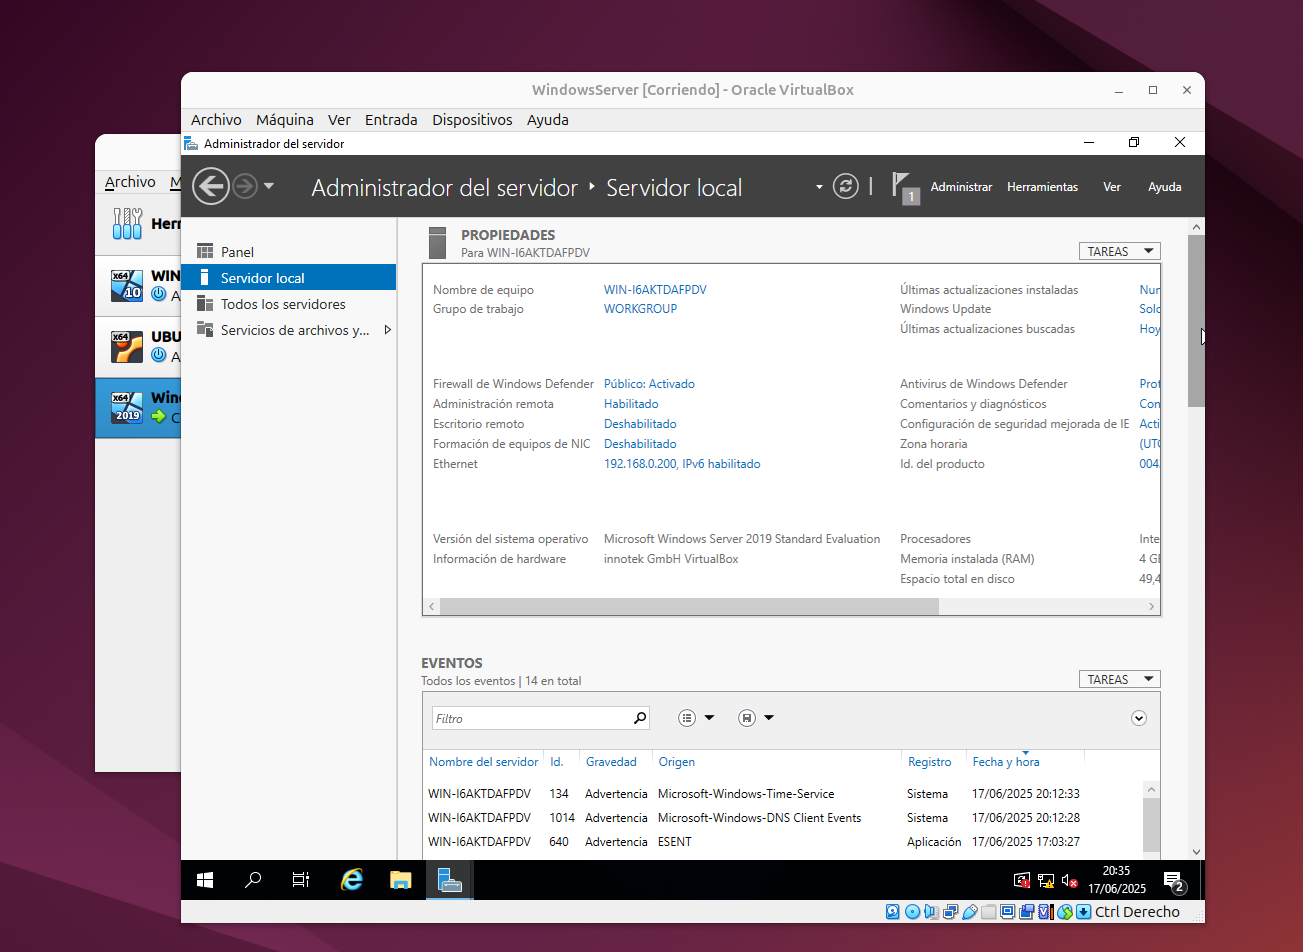 WindowsServer [Corriendo] - Oracle VirtualBox
Archivo Máquina Ver Entrada Dispositivos Ayuda
Administrador del servidor
Administrador del servidor Servidor local
1 Administrar Herramientas Ver Ayuda
Archivo
x64 10
x64
x64 2019
Panel
Servidor local
Todos los servidores
Servicios de archivos y...
PROPIEDADES
Para WIN-I6AKTDAFPDV
TAREAS
Nombre de equipo WIN-I6AKTDAFPDV Últimas actualizaciones instaladas
Grupo de trabajo WORKGROUP Windows Update
Últimas actualizaciones buscadas Hoy
Firewall de Windows Defender Público: Activado Antivirus de Windows Defender
Administración remota Habilitado Comentarios y diagnósticos
Escritorio remoto Deshabilitado Configuración de seguridad mejorada de IE
Formación de equipos de NIC Deshabilitado Zona horaria
Ethernet 192.168.0.200, IPv6 habilitado Id. del producto
Versión del sistema operativo Microsoft Windows Server 2019 Standard Evaluation Procesadores
Información de hardware innotek GmbH VirtualBox Memoria instalada (RAM)
Espacio total en disco
EVENTOS
Todos los eventos | 14 en total
TAREAS
Filtro
Nombre del servidor Id. Gravedad Origen Registro Fecha y hora
WIN-I6AKTDAFPDV 134 Advertencia Microsoft-Windows-Time-Service Sistema 17/06/2025 20:12:33
WIN-I6AKTDAFPDV 1014 Advertencia Microsoft-Windows-DNS Client Events Sistema 17/06/2025 20:12:28
WIN-I6AKTDAFPDV 640 Advertencia ESENT Aplicación 17/06/2025 17:03:27
20:35
17/06/2025
2
Ctrl Derecho